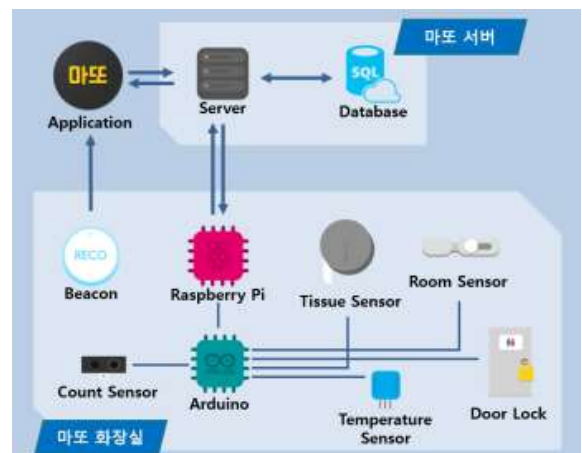 마또 서버
마또
SQL
Application
Server
Database
RECO
Beacon
Raspberry Pi
Tissue Sensor
Room Sensor
Count Sensor
Arduino
Temperature
Sensor
Door Lock
마또 화장실